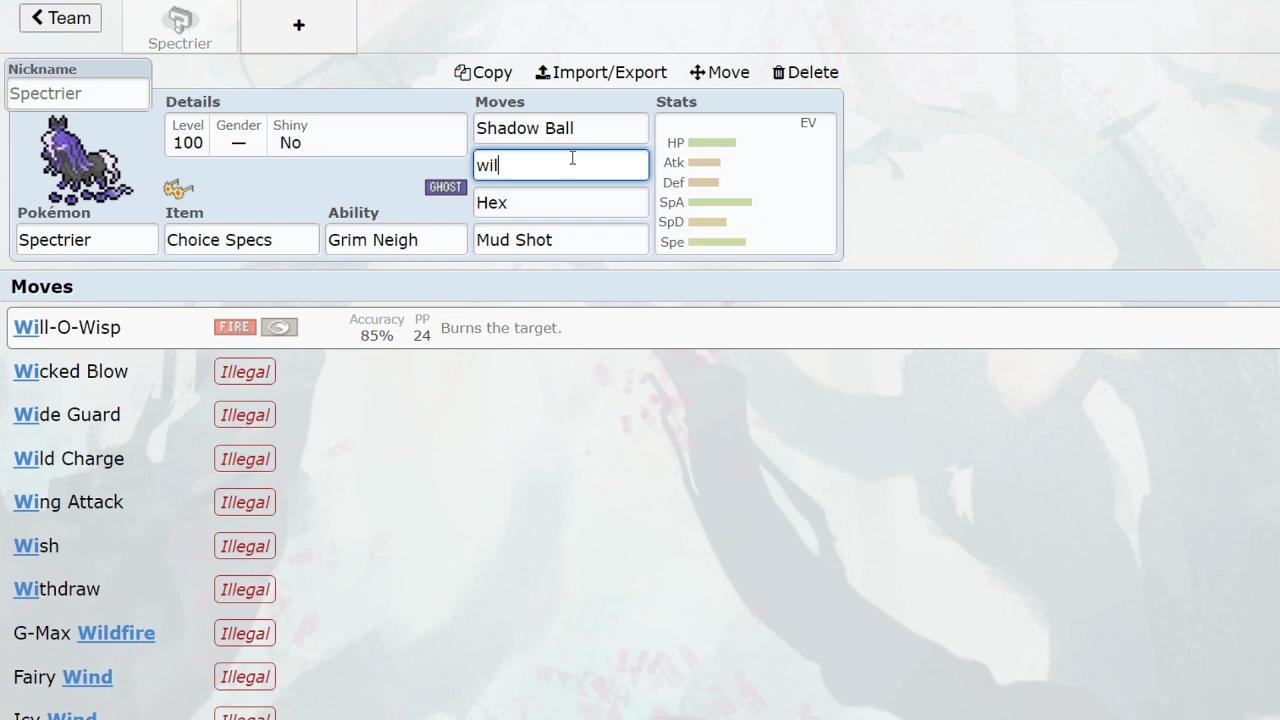 Team
Spectrier
+
Nickname
Spectrier
Copy
Import/Export
Move
Delete
Details
Level
100
Gender
—
Shiny
No
GHOST
Pokémon
Spectrier
Item
Choice Specs
Ability
Grim Neigh
Moves
Shadow Ball
wil
Hex
Mud Shot
Stats
EV
HP
Atk
Def
SpA
SpD
Spe
Moves
Will-O-Wisp FIRE Accuracy 85% PP 24 Burns the target.
Wicked Blow Illegal
Wide Guard Illegal
Wild Charge Illegal
Wing Attack Illegal
Wish Illegal
Withdraw Illegal
G-Max Wildfire Illegal
Fairy Wind Illegal
Icy Wind Illegal